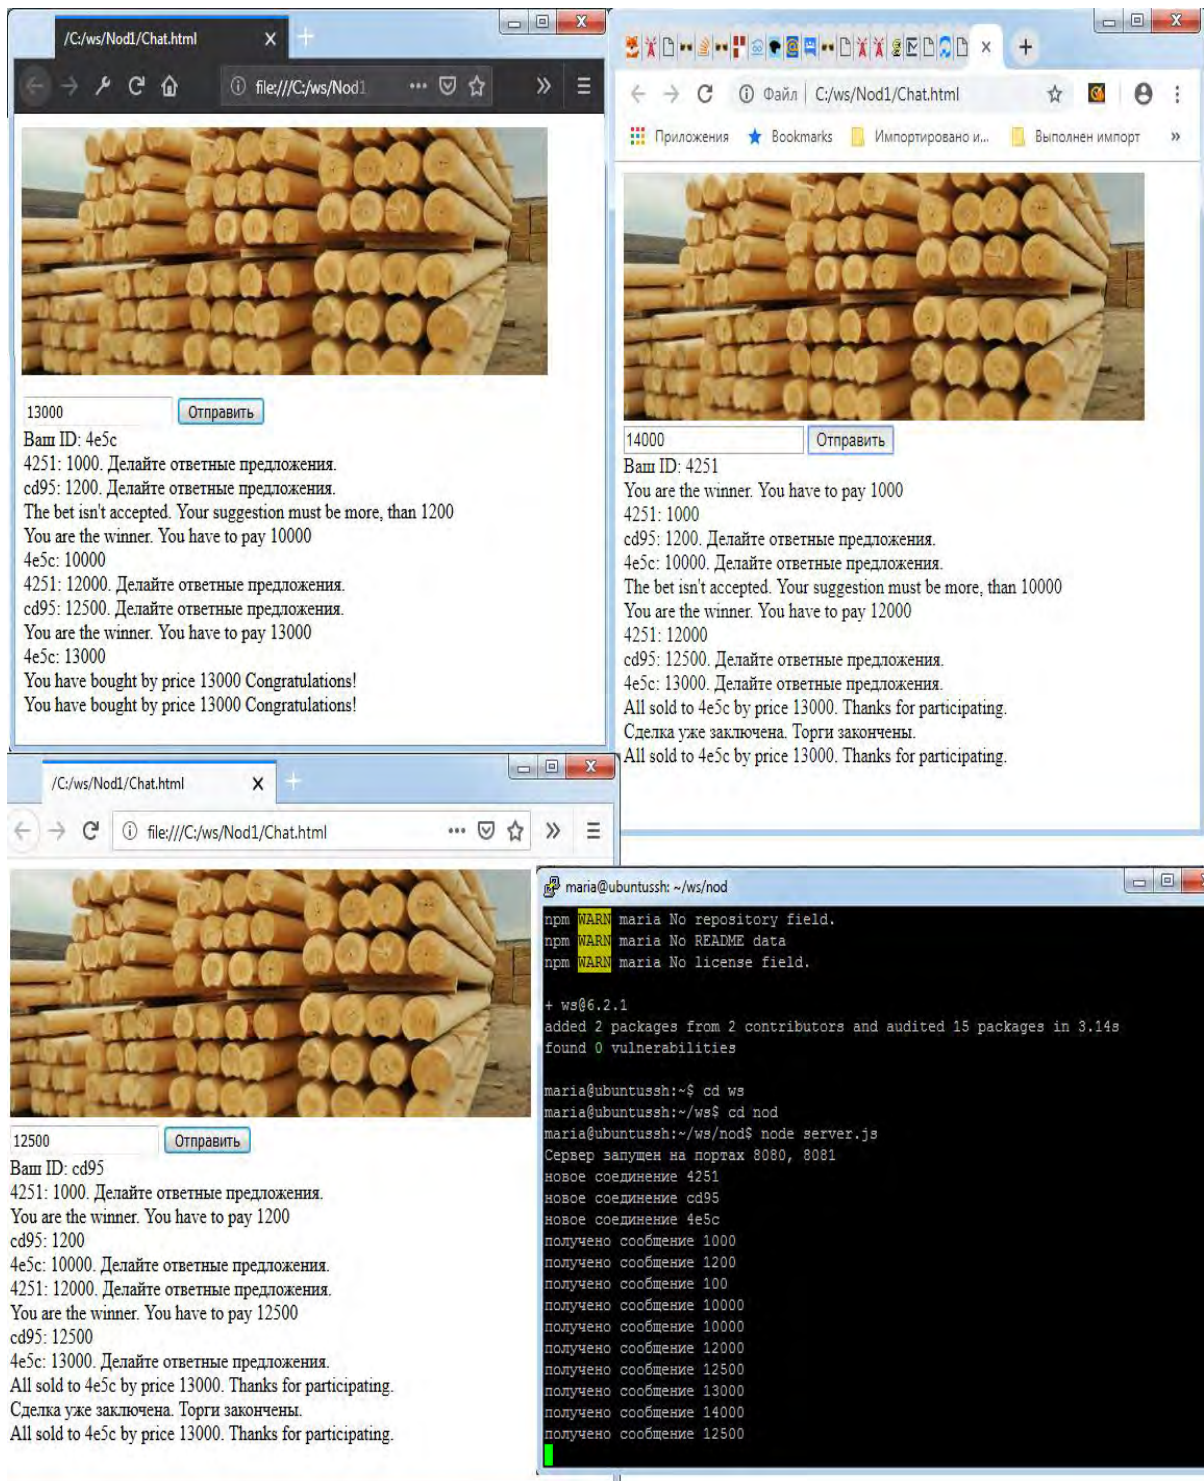 /C:/ws/Nod1/Chat.html
file:///C:/ws/Nod1
13000 Отправить
Ваш ID: 4e5c
4251: 1000. Делайте ответные предложения.
cd95: 1200. Делайте ответные предложения.
The bet isn't accepted. Your suggestion must be more, than 1200
You are the winner. You have to pay 10000
4e5c: 10000
4251: 12000. Делайте ответные предложения.
cd95: 12500. Делайте ответные предложения.
You are the winner. You have to pay 13000
4e5c: 13000
You have bought by price 13000 Congratulations!
You have bought by price 13000 Congratulations!
Файл C:/ws/Nod1/Chat.html
Приложения Bookmarks Импортировано и... Выполнен импорт
14000 Отправить
Ваш ID: 4251
You are the winner. You have to pay 1000
4251: 1000
cd95: 1200. Делайте ответные предложения.
4e5c: 10000. Делайте ответные предложения.
The bet isn't accepted. Your suggestion must be more, than 10000
You are the winner. You have to pay 12000
4251: 12000
cd95: 12500. Делайте ответные предложения.
4e5c: 13000. Делайте ответные предложения.
All sold to 4e5c by price 13000. Thanks for participating.
Сделка уже заключена. Торги закончены.
All sold to 4e5c by price 13000. Thanks for participating.
/C:/ws/Nod1/Chat.html
file:///C:/ws/Nod1/Chat.html
12500 Отправить
Ваш ID: cd95
4251: 1000. Делайте ответные предложения.
You are the winner. You have to pay 1200
cd95: 1200
4e5c: 10000. Делайте ответные предложения.
4251: 12000. Делайте ответные предложения.
You are the winner. You have to pay 12500
cd95: 12500
4e5c: 13000. Делайте ответные предложения.
All sold to 4e5c by price 13000. Thanks for participating.
Сделка уже заключена. Торги закончены.
All sold to 4e5c by price 13000. Thanks for participating.
maria@ubuntussh: ~/ws/nod
npm WARN maria No repository field.
npm WARN maria No README data
npm WARN maria No license field.
+ ws@6.2.1
added 2 packages from 2 contributors and audited 15 packages in 3.14s
found 0 vulnerabilities
maria@ubuntussh:~$ cd ws
maria@ubuntussh:~/ws$ cd nod
maria@ubuntussh:~/ws/nod$ node server.js
Сервер запущен на портах 8080, 8081
новое соединение 4251
новое соединение cd95
новое соединение 4e5c
получено сообщение 1000
получено сообщение 1200
получено сообщение 100
получено сообщение 10000
получено сообщение 10000
получено сообщение 12000
получено сообщение 12500
получено сообщение 13000
получено сообщение 14000
получено сообщение 12500